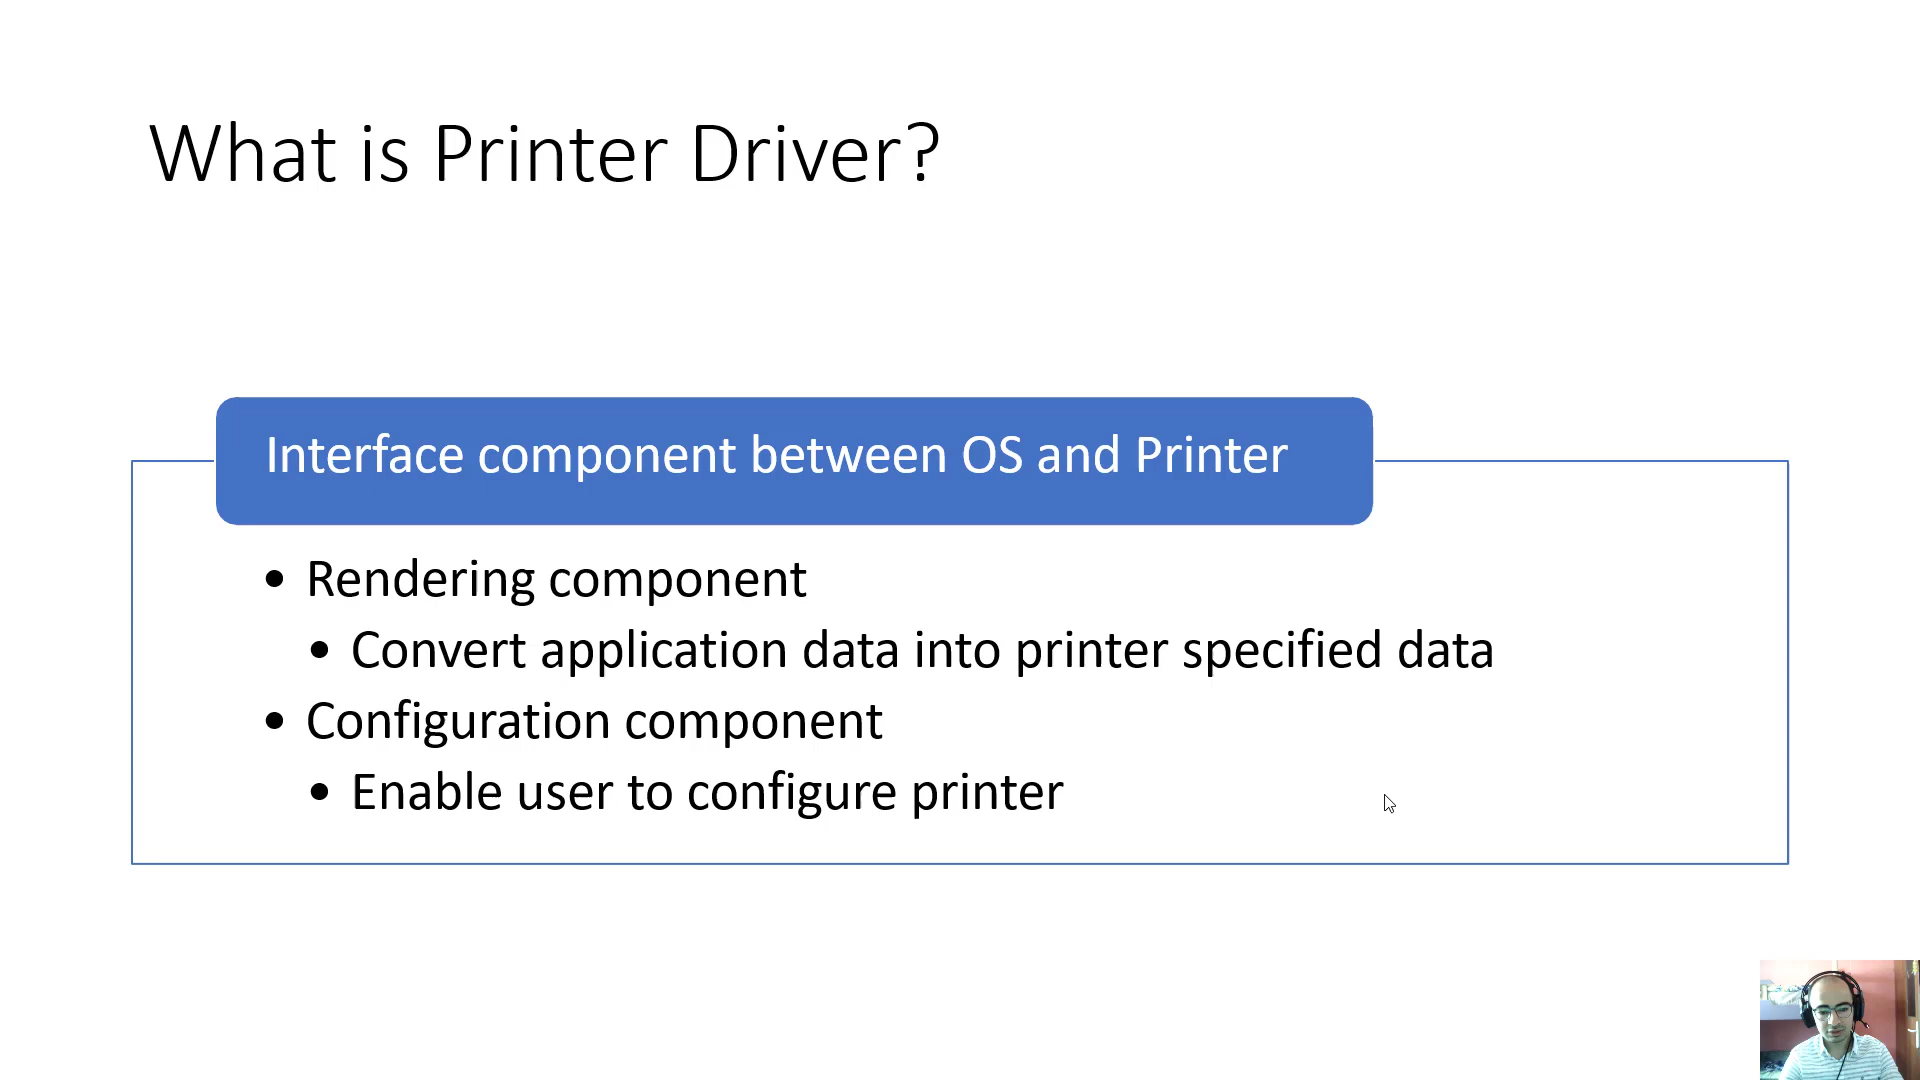 What is Printer Driver?
Interface component between OS and Printer
• Rendering component
• Convert application data into printer specified data
• Configuration component
• Enable user to configure printer